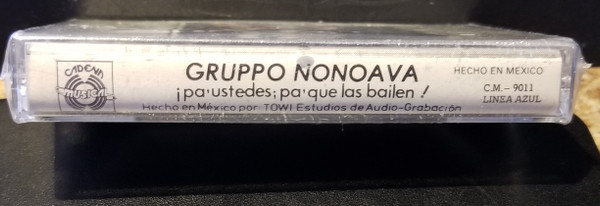 CADENA
musical
GRUPPO NONOAVA
¡pa'ustedes; pa'que las bailen!
Hecho en México por TOWI Estudios de Audio-Grabación
HECHO EN MEXICO
C.M.- 9011
LINEA AZUL